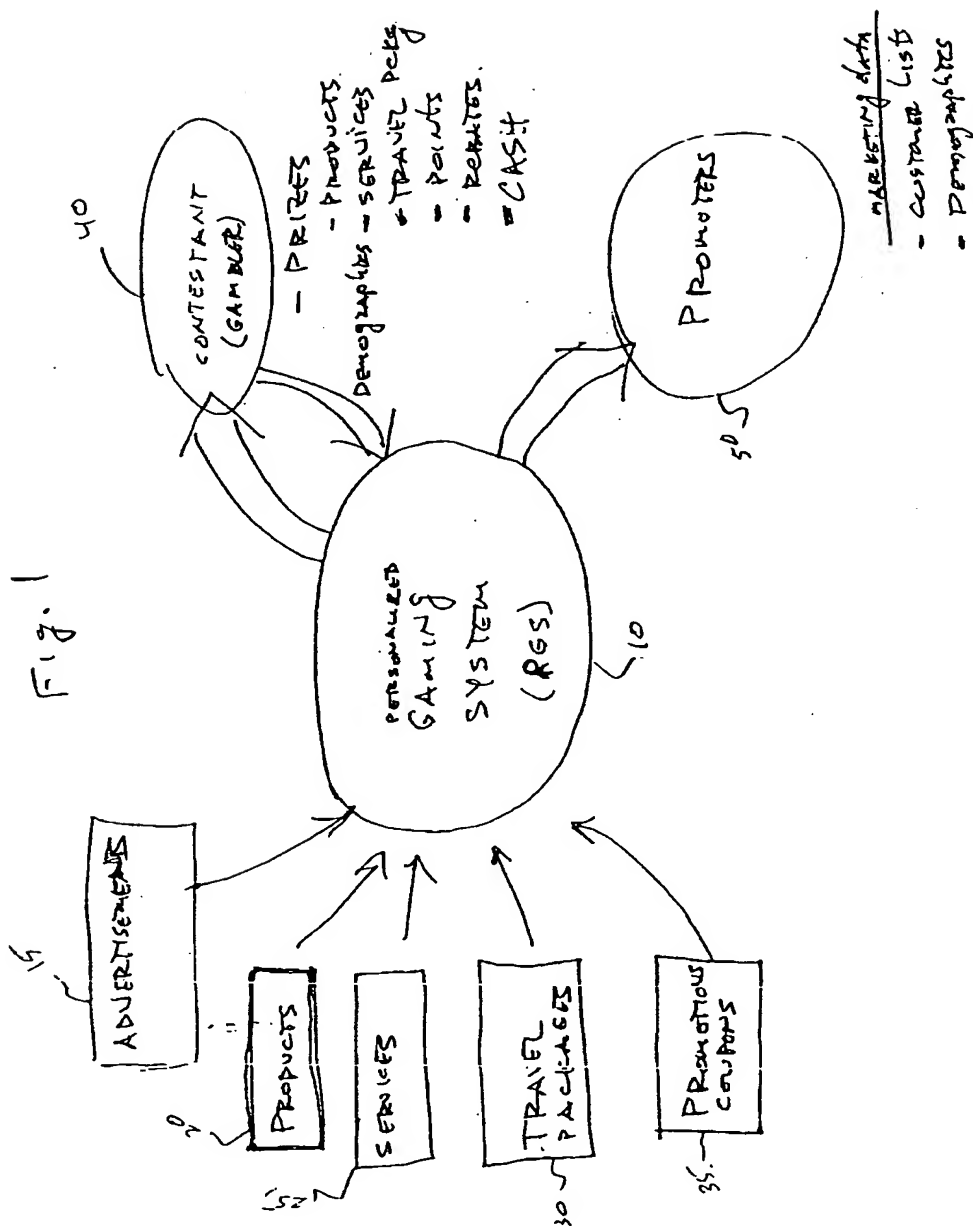 Fig. 1
15
ADVERTISEMENTS
20
PRODUCTS
25
SERVICES
30
TRAVEL
PACKAGES
35
PROMOTIONS
COUPONS
PERSONALIZED
GAMING
SYSTEM
(PGS)
10
40
CONTESTANT
(GAMBLER)
- PRIZES
- PRODUCTS.
- SERVICES
- TRAVEL PCKG
- POINTS
- REBATES.
- CASH
Demographics
PROMOTERS
50
MARKETING data
- CUSTOMER LISTS
- Demographics